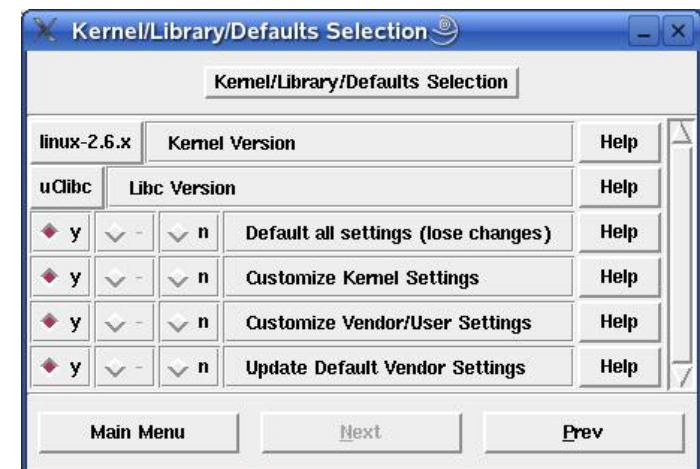 Kernel/Library/Defaults Selection
Kernel/Library/Defaults Selection
linux-2.6.x Kernel Version Help
uClibc Libc Version Help
y - n Default all settings (lose changes) Help
y - n Customize Kernel Settings Help
y - n Customize Vendor/User Settings Help
y - n Update Default Vendor Settings Help
Main Menu Next Prev